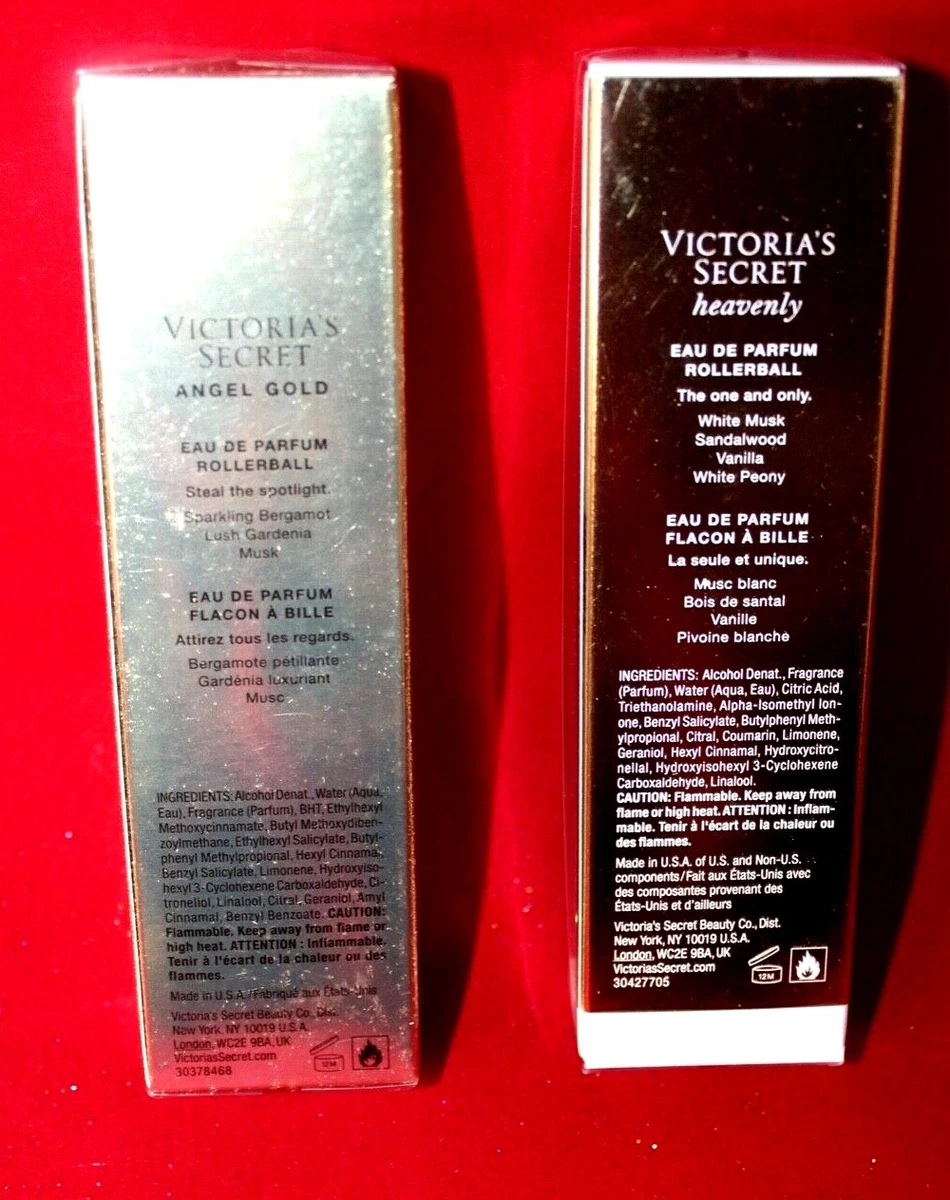 VICTORIA'S
SECRET
ANGEL GOLD
EAU DE PARFUM
ROLLERBALL
Steal the spotlight.
Sparkling Bergamot
Lush Gardenia
Musk
EAU DE PARFUM
FLACON À BILLE
Attirez tous les regards.
Bergamote pétillante
Gardénia luxuriant
Musc
INGREDIENTS: Alcohol Denat., Water (Aqua,
Eau), Fragrance (Parfum), BHT, Ethylhexyl
Methoxycinnamate, Butyl Methoxydiben-
zoylmethane, Ethylhexyl Salicylate, Butyl-
phenyl Methylpropional, Hexyl Cinnamal,
Benzyl Salicylate, Limonene, Hydroxyiso-
hexyl 3-Cyclohexene Carboxaldehyde, Ci-
tronellol, Linalool, Citral, Geraniol, Amyl
Cinnamal, Benzyl Benzoate. CAUTION:
Flammable. Keep away from flame or
high heat. ATTENTION : Inflammable.
Tenir à l'écart de la chaleur ou des
flammes.
Made in U.S.A./Fabriqué aux États-Unis
Victoria's Secret Beauty Co., Dist.
New York, NY 10019 U.S.A.
London, WC2E 9BA, UK
VictoriasSecret.com
30378468
12M
VICTORIA'S
SECRET
heavenly
EAU DE PARFUM
ROLLERBALL
The one and only.
White Musk
Sandalwood
Vanilla
White Peony
EAU DE PARFUM
FLACON À BILLE
La seule et unique.
Musc blanc
Bois de santal
Vanille
Pivoine blanche
INGREDIENTS: Alcohol Denat., Fragrance
(Parfum), Water (Aqua, Eau), Citric Acid,
Triethanolamine, Alpha-Isomethyl Ion-
one, Benzyl Salicylate, Butylphenyl Meth-
ylpropional, Citral, Coumarin, Limonene,
Geraniol, Hexyl Cinnamal, Hydroxycitro-
nellal, Hydroxyisohexyl 3-Cyclohexene
Carboxaldehyde, Linalool.
CAUTION: Flammable. Keep away from
flame or high heat. ATTENTION : Inflam-
mable. Tenir à l'écart de la chaleur ou
des flammes.
Made in U.S.A. of U.S. and Non-U.S.
components/Fait aux États-Unis avec
des composantes provenant des
États-Unis et d'ailleurs
Victoria's Secret Beauty Co., Dist.
New York, NY 10019 U.S.A.
London, WC2E 9BA, UK
VictoriasSecret.com
30427705
12M